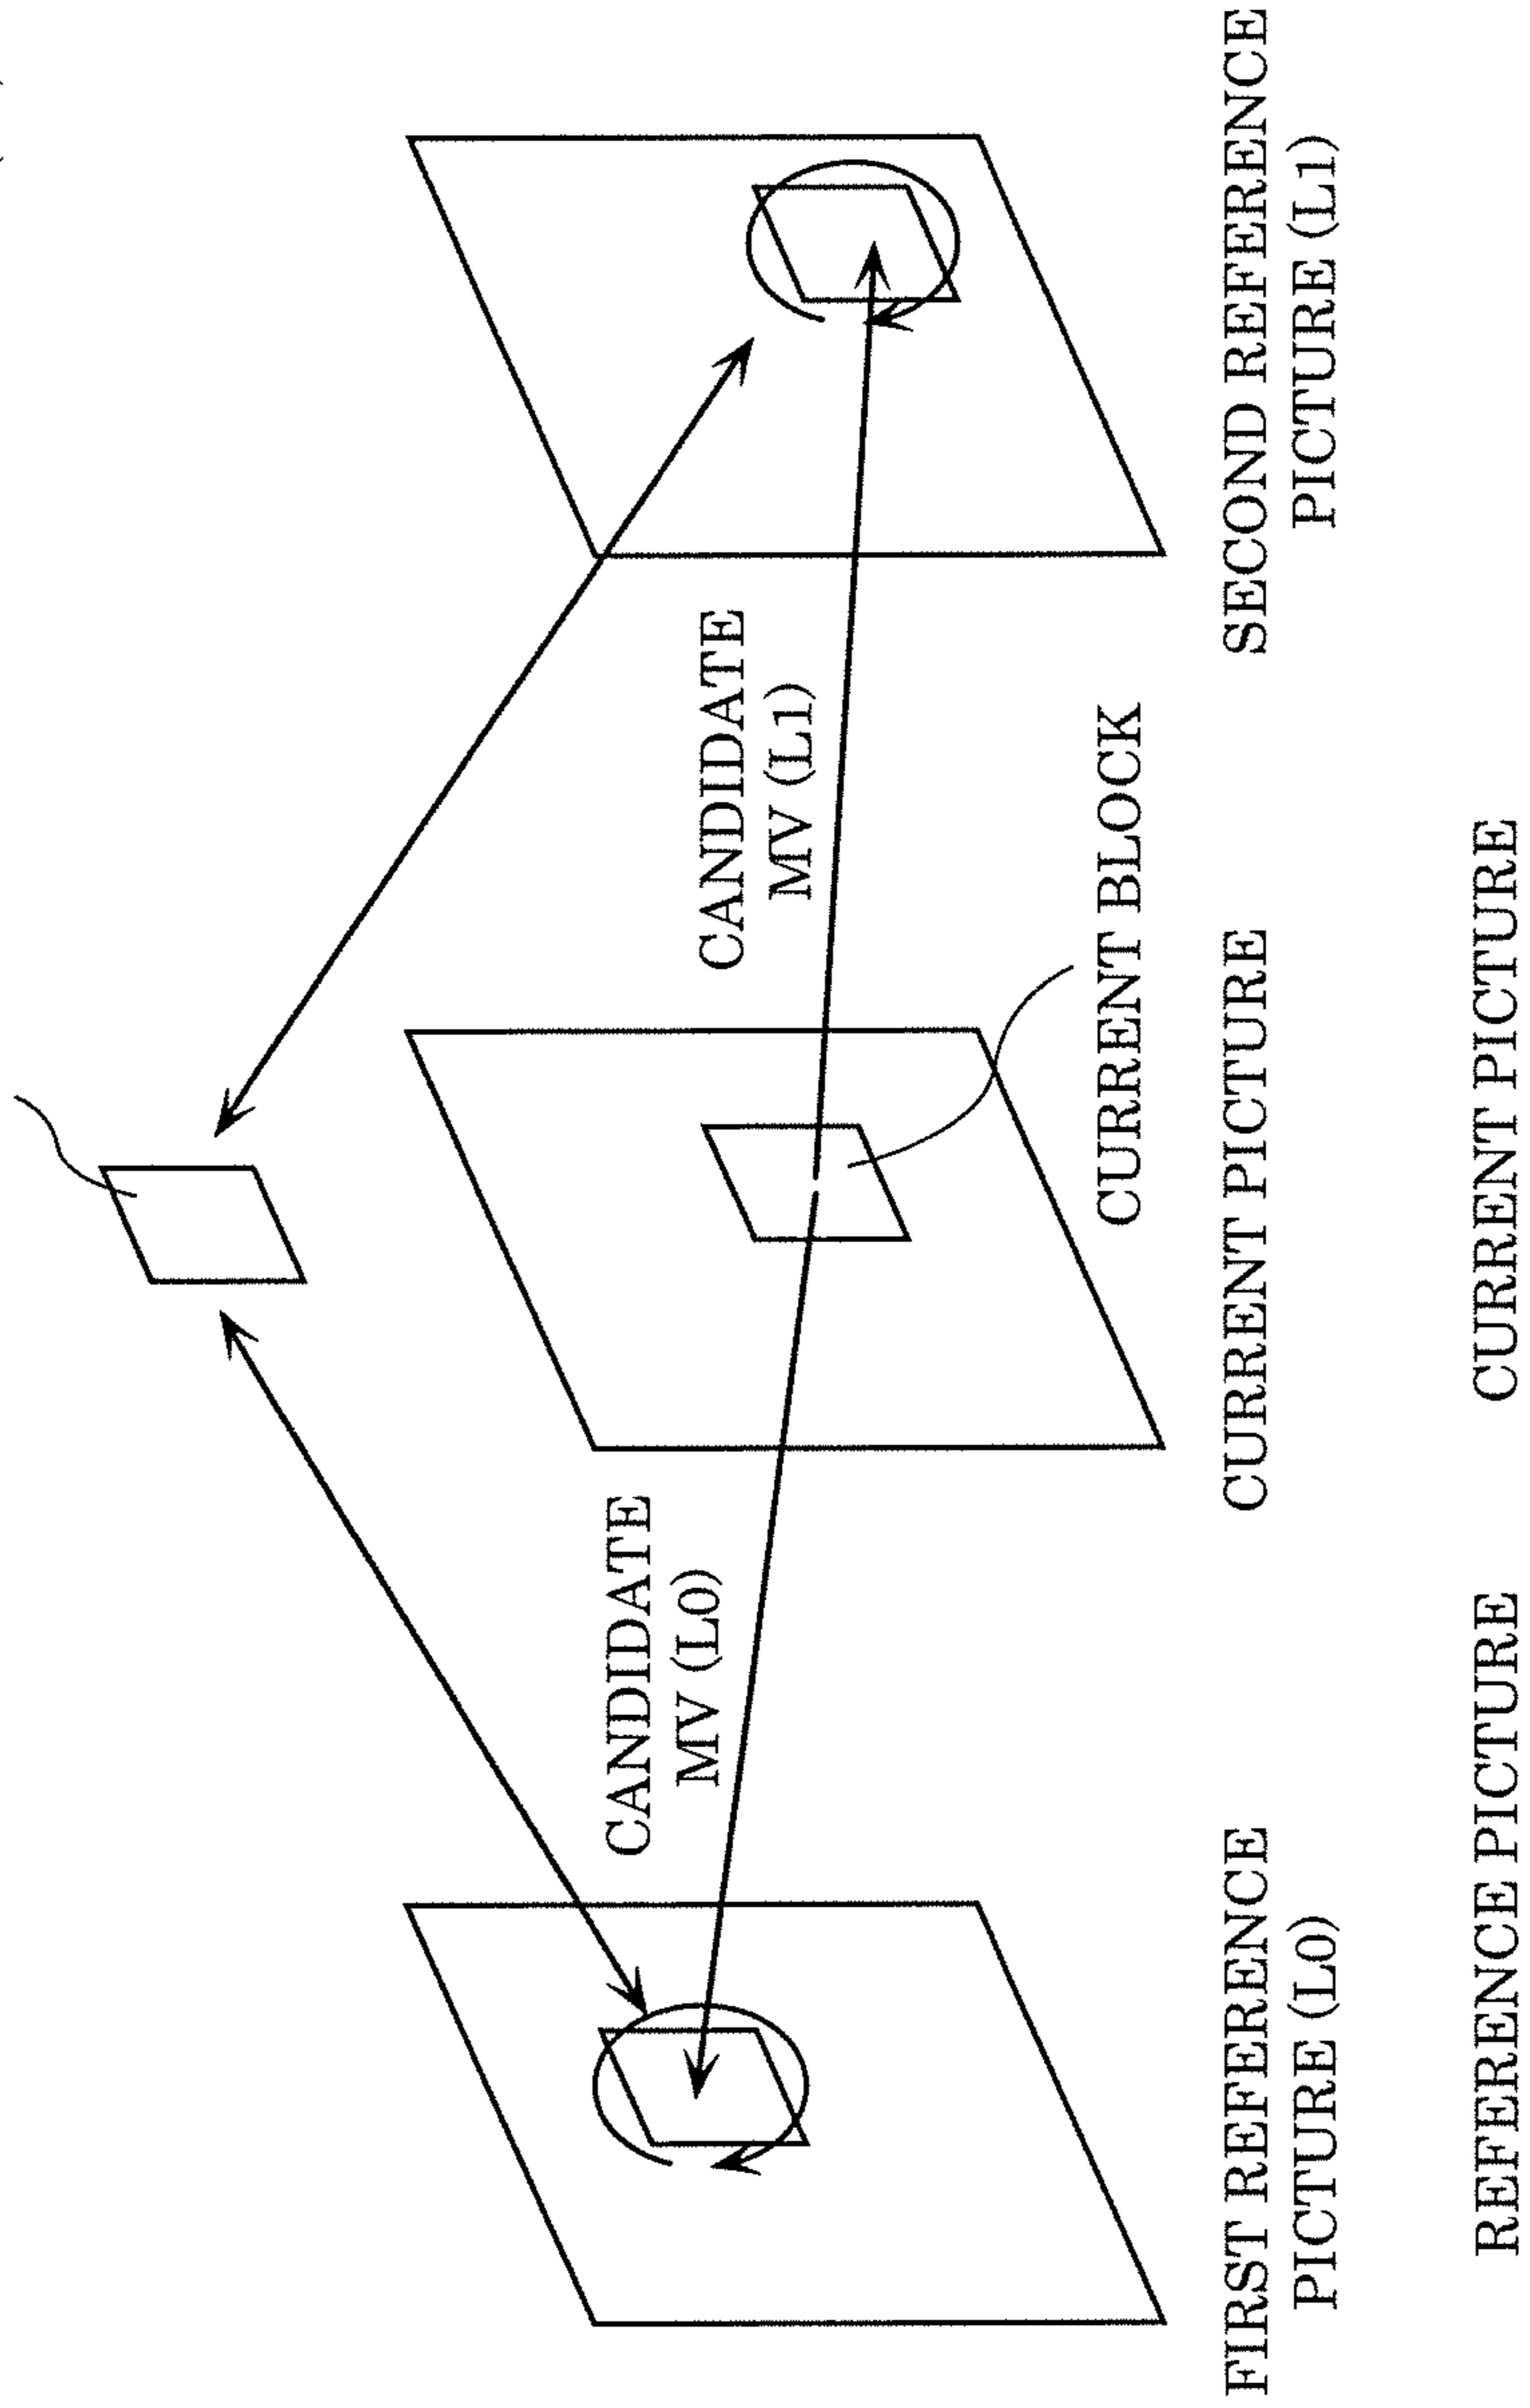 CANDIDATE
MV (L0)
CANDIDATE
MV (L1)
CURRENT BLOCK
FIRST REFERENCE
PICTURE (L0)
CURRENT PICTURE
SECOND REFERENCE
PICTURE (L1)
REFERENCE PICTURE
CURRENT PICTURE